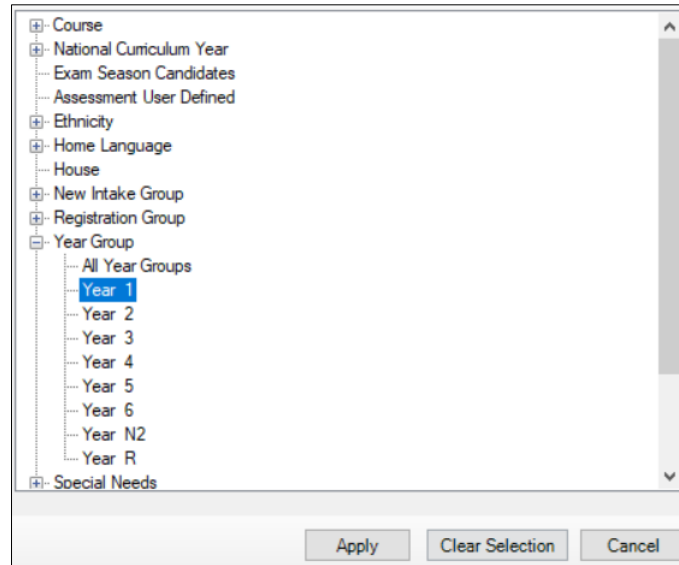 Course
National Curriculum Year
Exam Season Candidates
Assessment User Defined
Ethnicity
Home Language
House
New Intake Group
Registration Group
Year Group
All Year Groups
Year 1
Year 2
Year 3
Year 4
Year 5
Year 6
Year N2
Year R
Special Needs
Apply Clear Selection Cancel